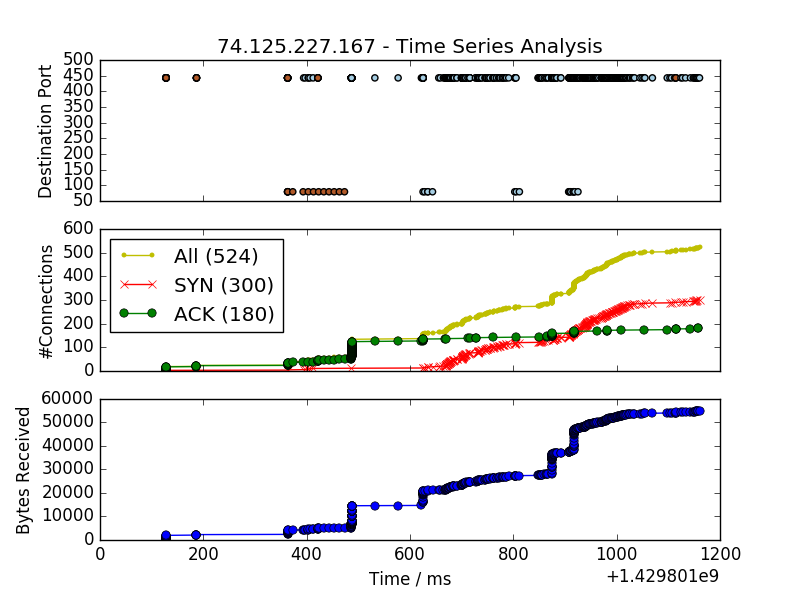 74.125.227.167 - Time Series Analysis
Destination Port
500
450
400
350
300
250
200
150
100
50
#Connections
600
500
400
300
200
100
0
All (524)
SYN (300)
ACK (180)
Bytes Received
60000
50000
40000
30000
20000
10000
0
0 200 400 600 800 1000 1200
Time / ms
+1.429801e9